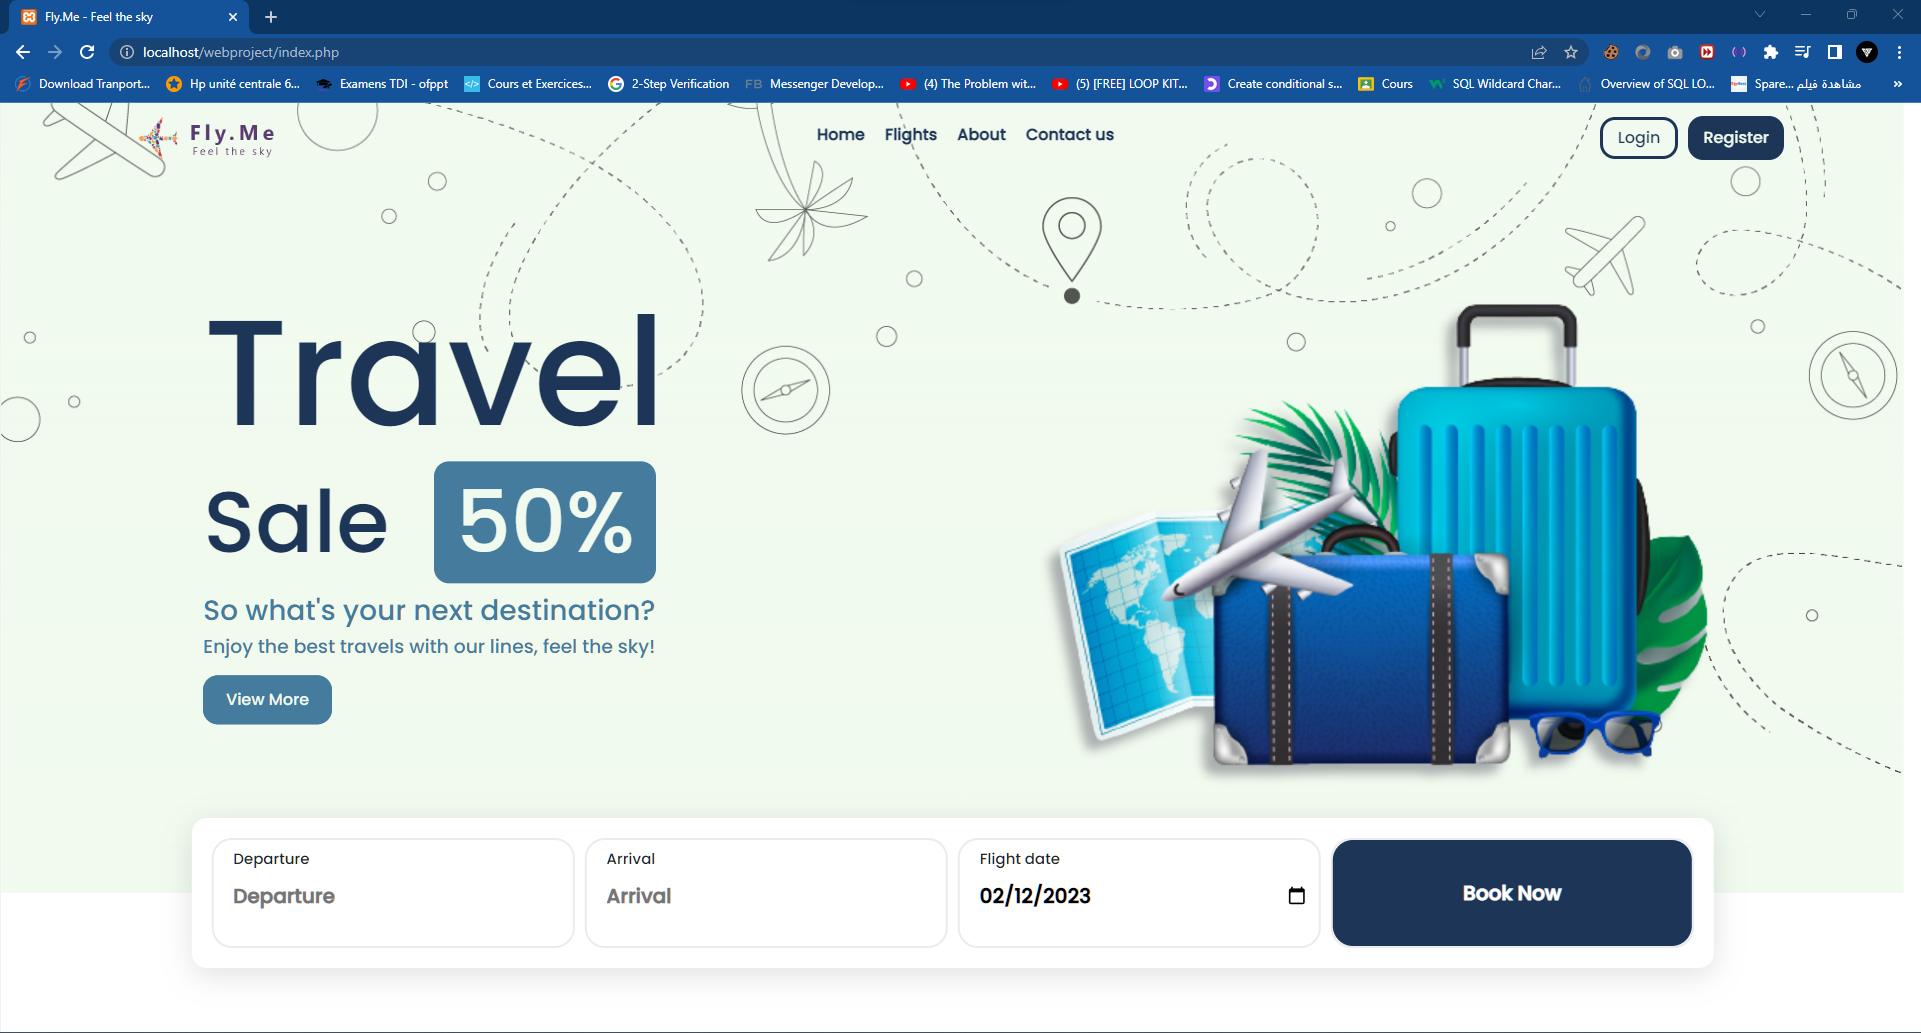 Fly.Me - Feel the sky
localhost/webproject/index.php
Download Tranport...
Hp unité centrale 6...
Examens TDI - ofppt
Cours et Exercices...
2-Step Verification
FB Messenger Develop...
(4) The Problem wit...
(5) [FREE] LOOP KIT...
Create conditional s...
Cours
SQL Wildcard Char...
Overview of SQL LO...
Spare... مشاهدة فيلم
»
Fly.Me
Feel the sky
Home
Flights
About
Contact us
Login
Register
Travel
Sale 50%
So what's your next destination?
Enjoy the best travels with our lines, feel the sky!
View More
Departure
Departure
Arrival
Arrival
Flight date
02/12/2023
Book Now